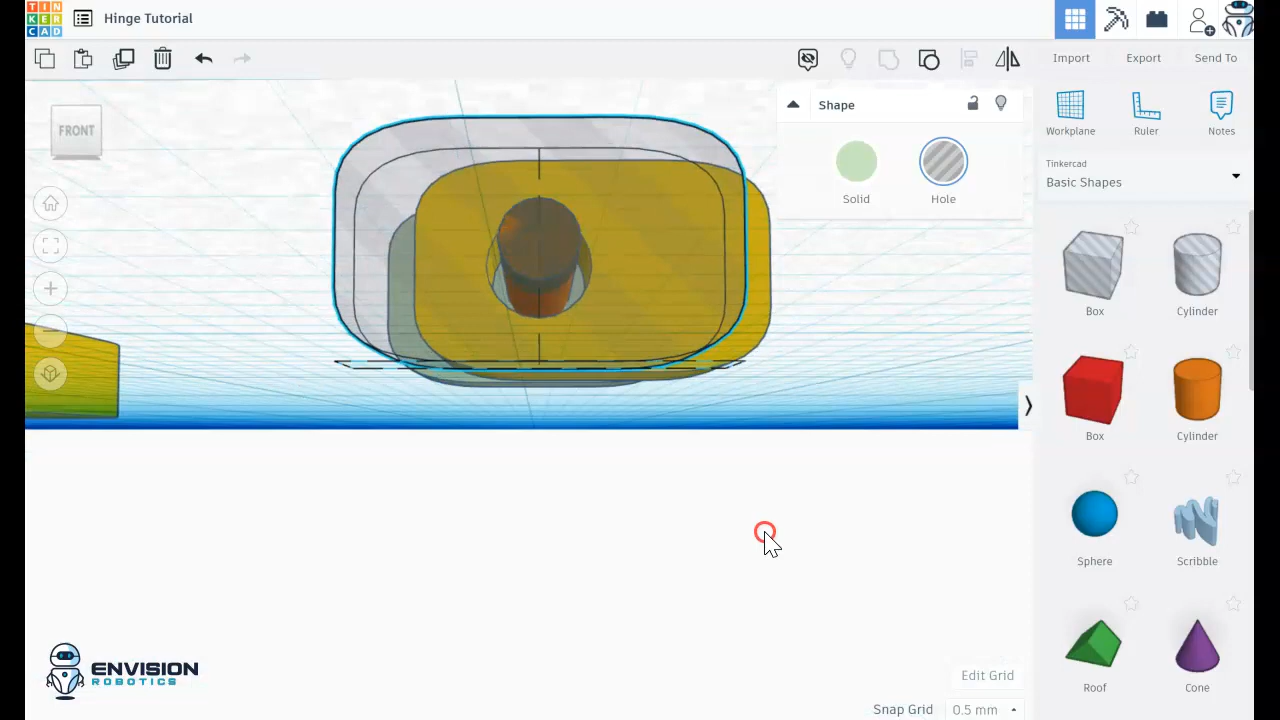 TIN
KER
CAD
Hinge Tutorial
Import
Export
Send To
FRONT
Shape
Solid
Hole
Workplane
Ruler
Notes
Tinkercad
Basic Shapes
Box
Cylinder
Box
Cylinder
Sphere
Scribble
Roof
Cone
ENVISION
ROBOTICS
Edit Grid
Snap Grid
0.5 mm